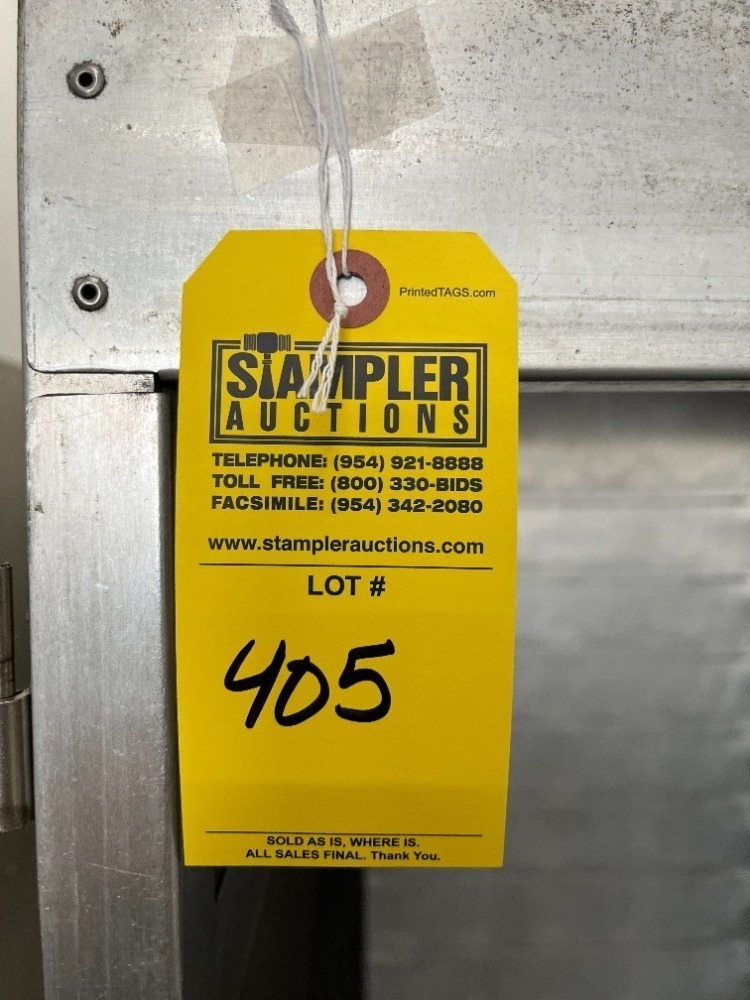 PrintedTAGS.com
STAMPLER
AUCTIONS
TELEPHONE: (954) 921-8888
TOLL FREE: (800) 330-BIDS
FACSIMILE: (954) 342-2080
www.stamplerauctions.com
LOT #
405
SOLD AS IS, WHERE IS.
ALL SALES FINAL. Thank You.